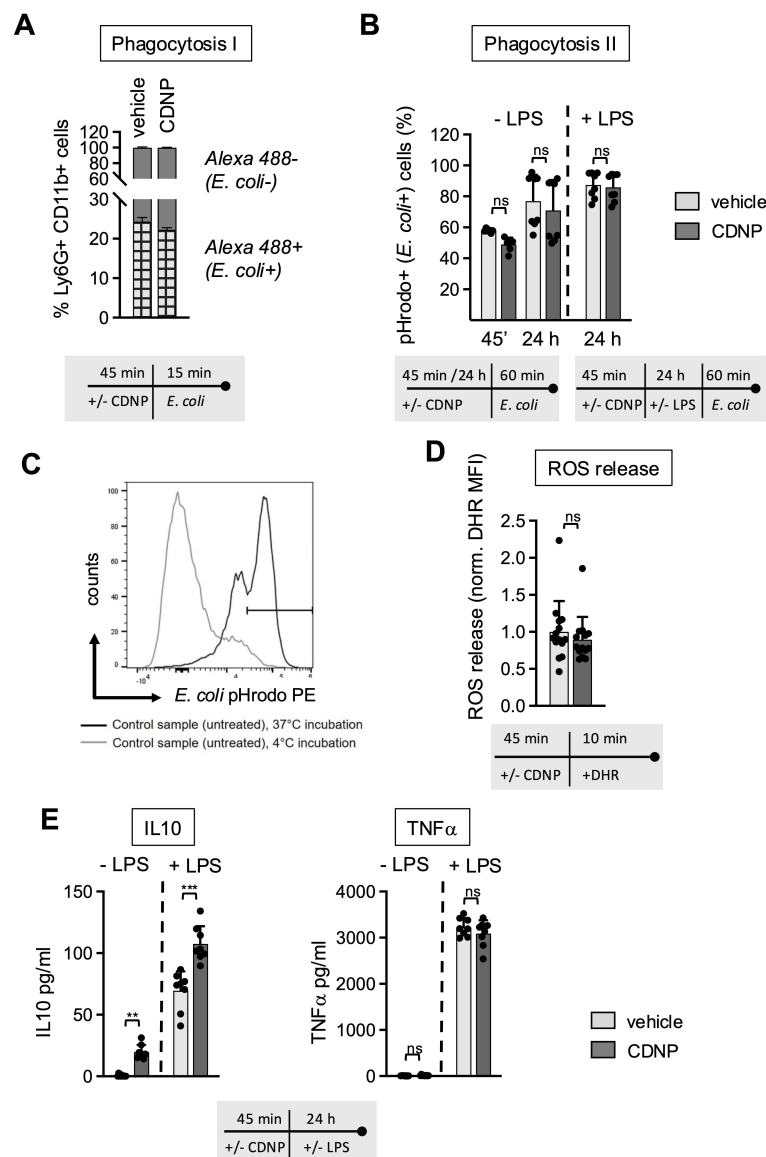 A
Phagocytosis I
vehicle
CDNP
% Ly6G+ CD11b+ cells
120
100
80
60
30
20
10
0
Alexa 488-
(E. coli-)
Alexa 488+
(E. coli+)
45 min
15 min
+/- CDNP
E. coli
B
Phagocytosis II
- LPS
+ LPS
pHrodo+ (E. coli+) cells (%)
120
100
80
60
40
20
ns
ns
ns
45’
24 h
24 h
vehicle
CDNP
45 min /24 h
60 min
+/- CDNP
E. coli
45 min
24 h
60 min
+/- CDNP
+/- LPS
E. coli
C
counts
100
80
60
40
20
0
-10⁴
4
5
6
E. coli pHrodo PE
Control sample (untreated), 37°C incubation
Control sample (untreated), 4°C incubation
D
ROS release
ROS release (norm. DHR MFI)
2.5
2.0
1.5
1.0
0.5
0.0
ns
45 min
10 min
+/- CDNP
+DHR
E
IL10
- LPS
+ LPS
IL10 pg/ml
150
100
50
0
**
***
TNFα
- LPS
+ LPS
TNFα pg/ml
4000
3000
2000
1000
0
ns
ns
vehicle
CDNP
45 min
24 h
+/- CDNP
+/- LPS